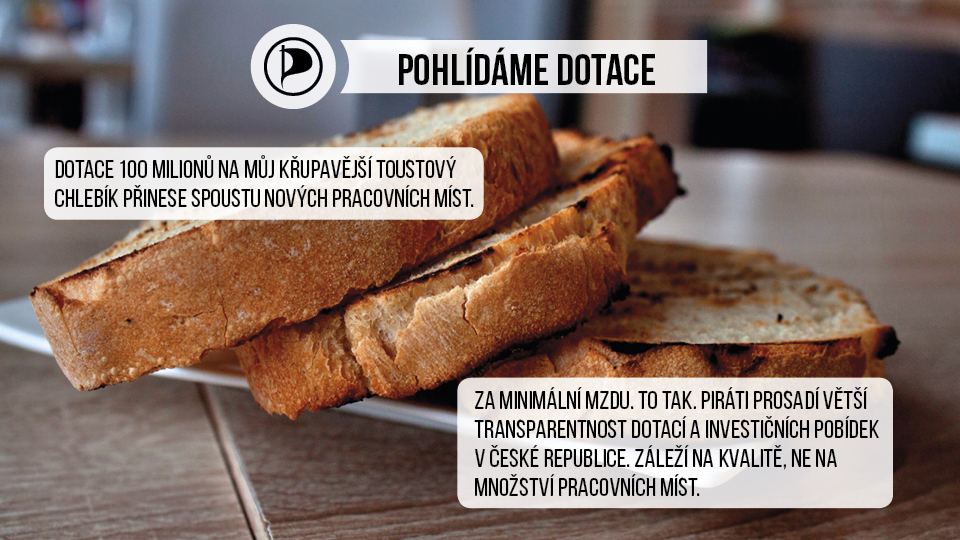 POHLÍDÁME DOTACE
DOTACE 100 MILIONŮ NA MŮJ KŘUPAVĚJŠÍ TOUSTOVÝ
CHLEBÍK PŘINESE SPOUSTU NOVÝCH PRACOVNÍCH MÍST.
ZA MINIMÁLNÍ MZDU. TO TAK. PIRÁTI PROSADÍ VĚTŠÍ
TRANSPARENTNOST DOTACÍ A INVESTIČNÍCH POBÍDEK
V ČESKÉ REPUBLICE. ZÁLEŽÍ NA KVALITĚ, NE NA
MNOŽSTVÍ PRACOVNÍCH MÍST.